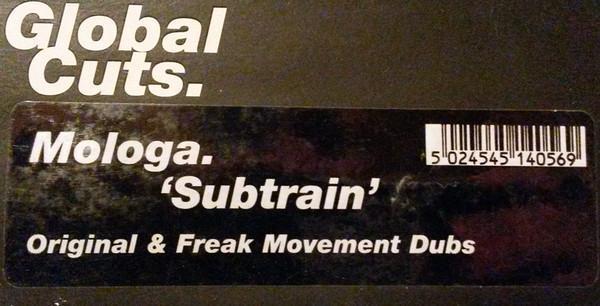 Global
Cuts.
Mologa.
5 024545 140569
'Subtrain'
Original & Freak Movement Dubs